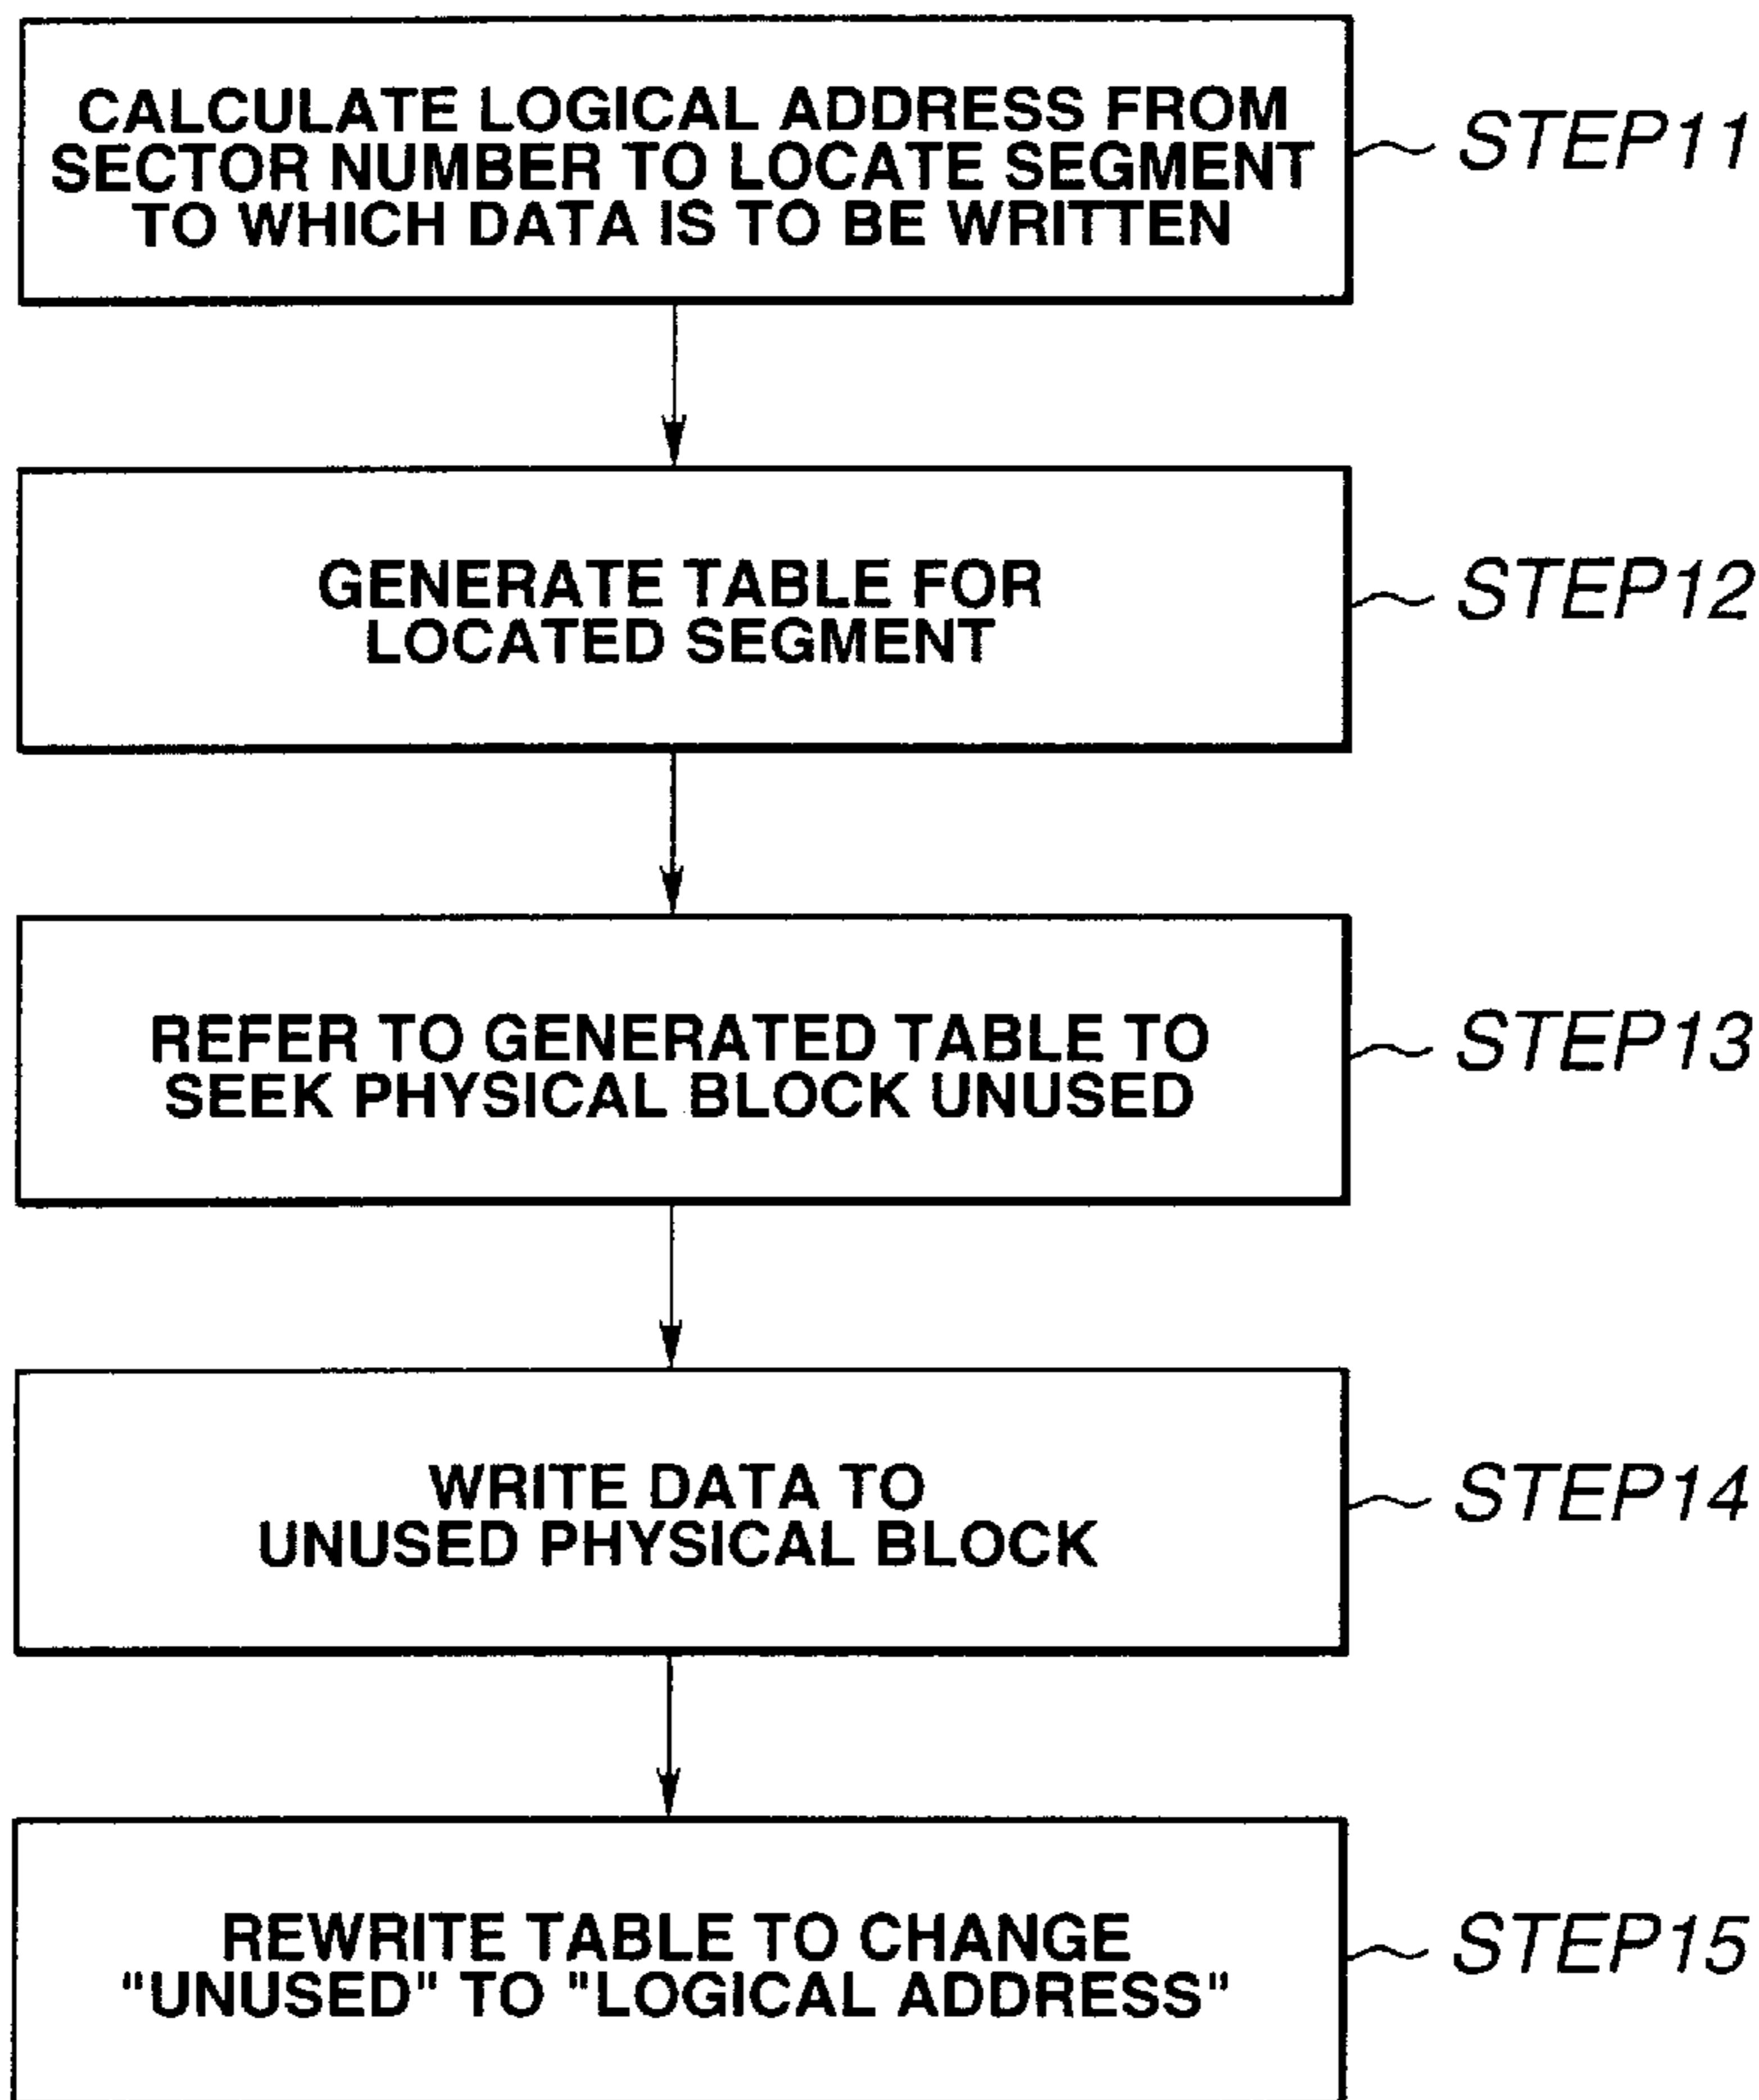 CALCULATE LOGICAL ADDRESS FROM
SECTOR NUMBER TO LOCATE SEGMENT
TO WHICH DATA IS TO BE WRITTEN
STEP11
GENERATE TABLE FOR
LOCATED SEGMENT
STEP12
REFER TO GENERATED TABLE TO
SEEK PHYSICAL BLOCK UNUSED
STEP13
WRITE DATA TO
UNUSED PHYSICAL BLOCK
STEP14
REWRITE TABLE TO CHANGE
"UNUSED" TO "LOGICAL ADDRESS"
STEP15